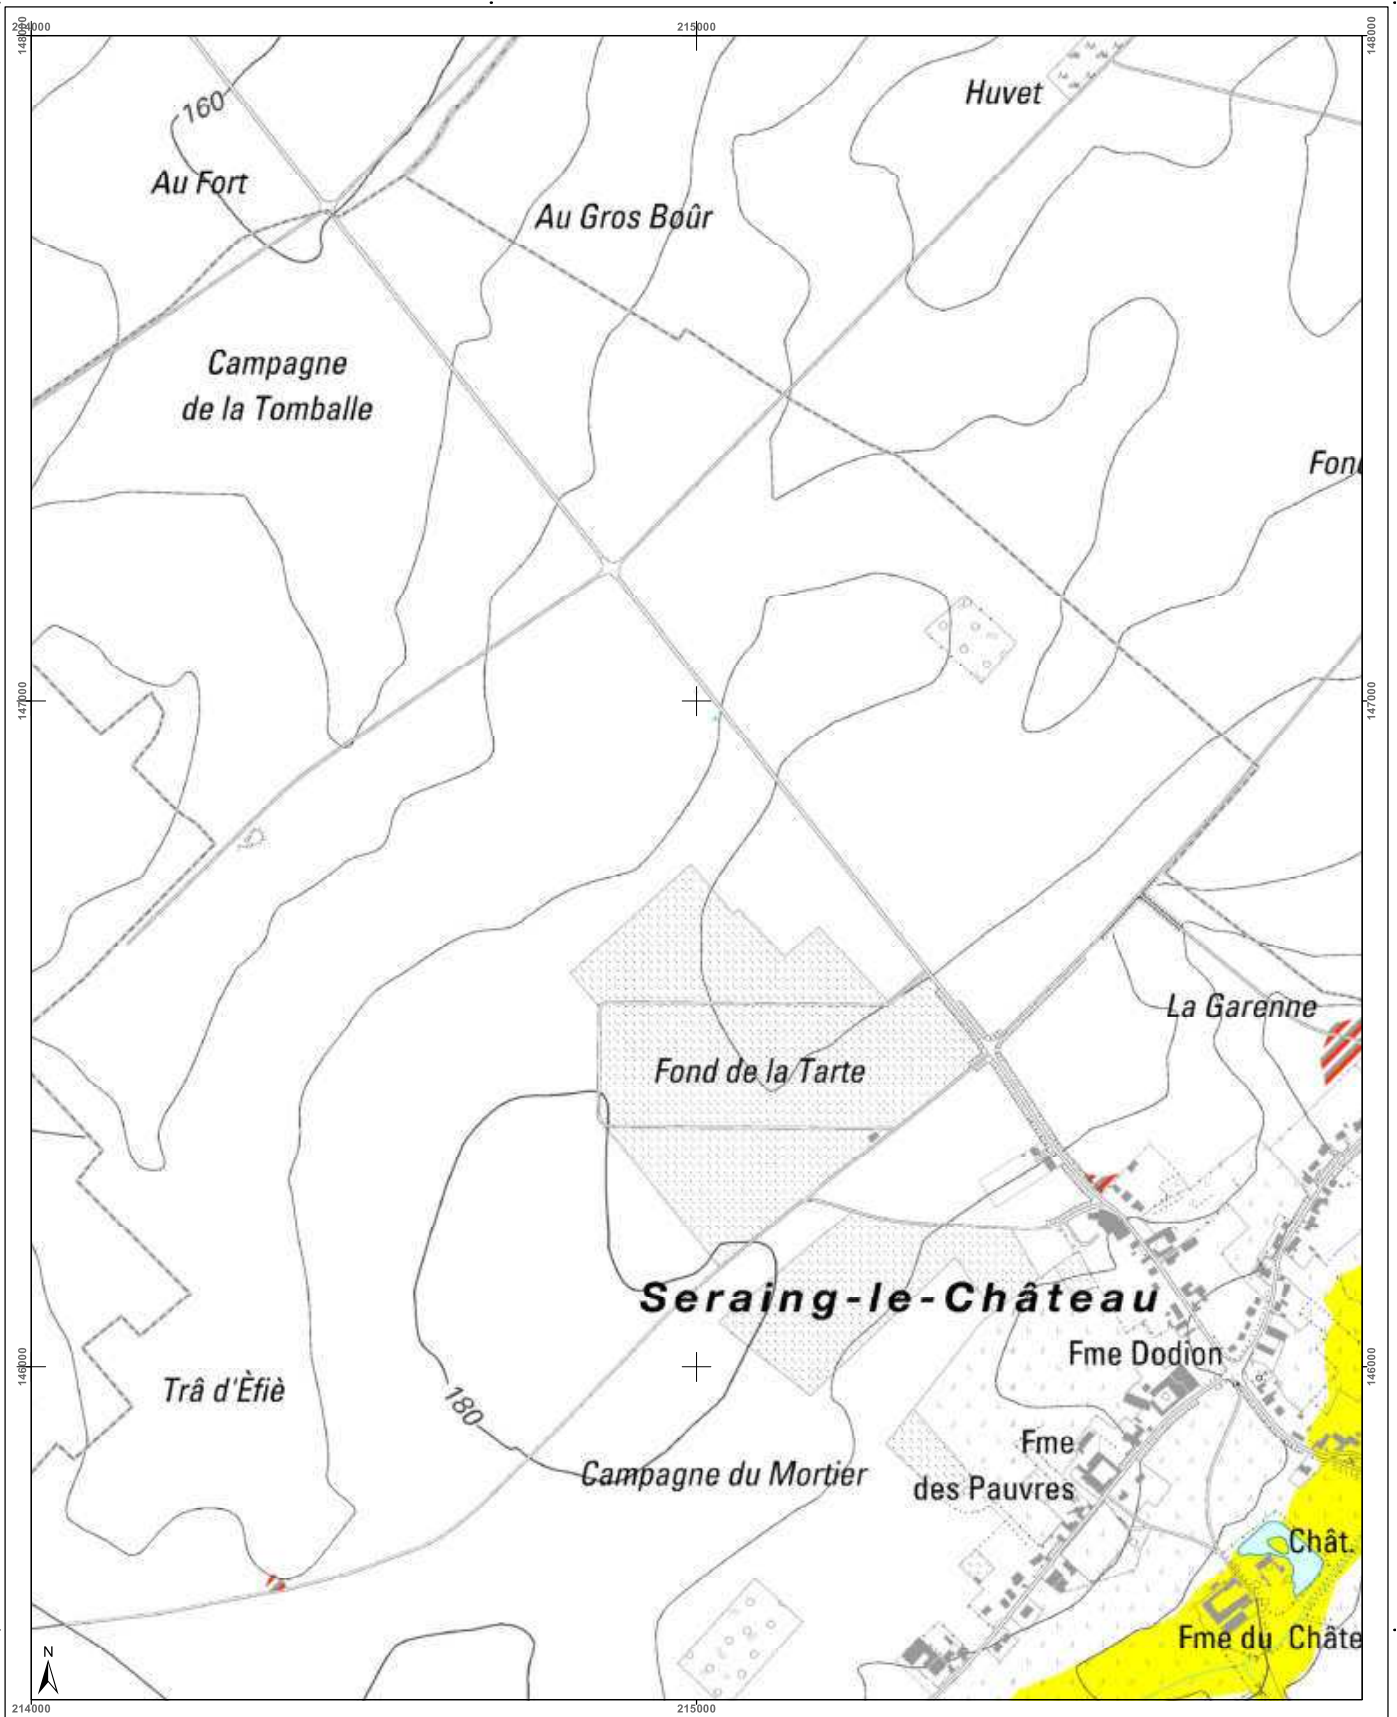 214000
215000
148000
148000
Huvet
160
Au Fort
Au Gros Boûr
Campagne
de la Tomballe
Fon
147000
147000
La Garenne
Fond de la Tarte
Seraing-le-Château
Fme Dodion
146000
146000
Trâ d'Èfiè
180
Fme
des Pauvres
Campagne du Mortier
Chât.
Fme du Châte
N
214000
215000